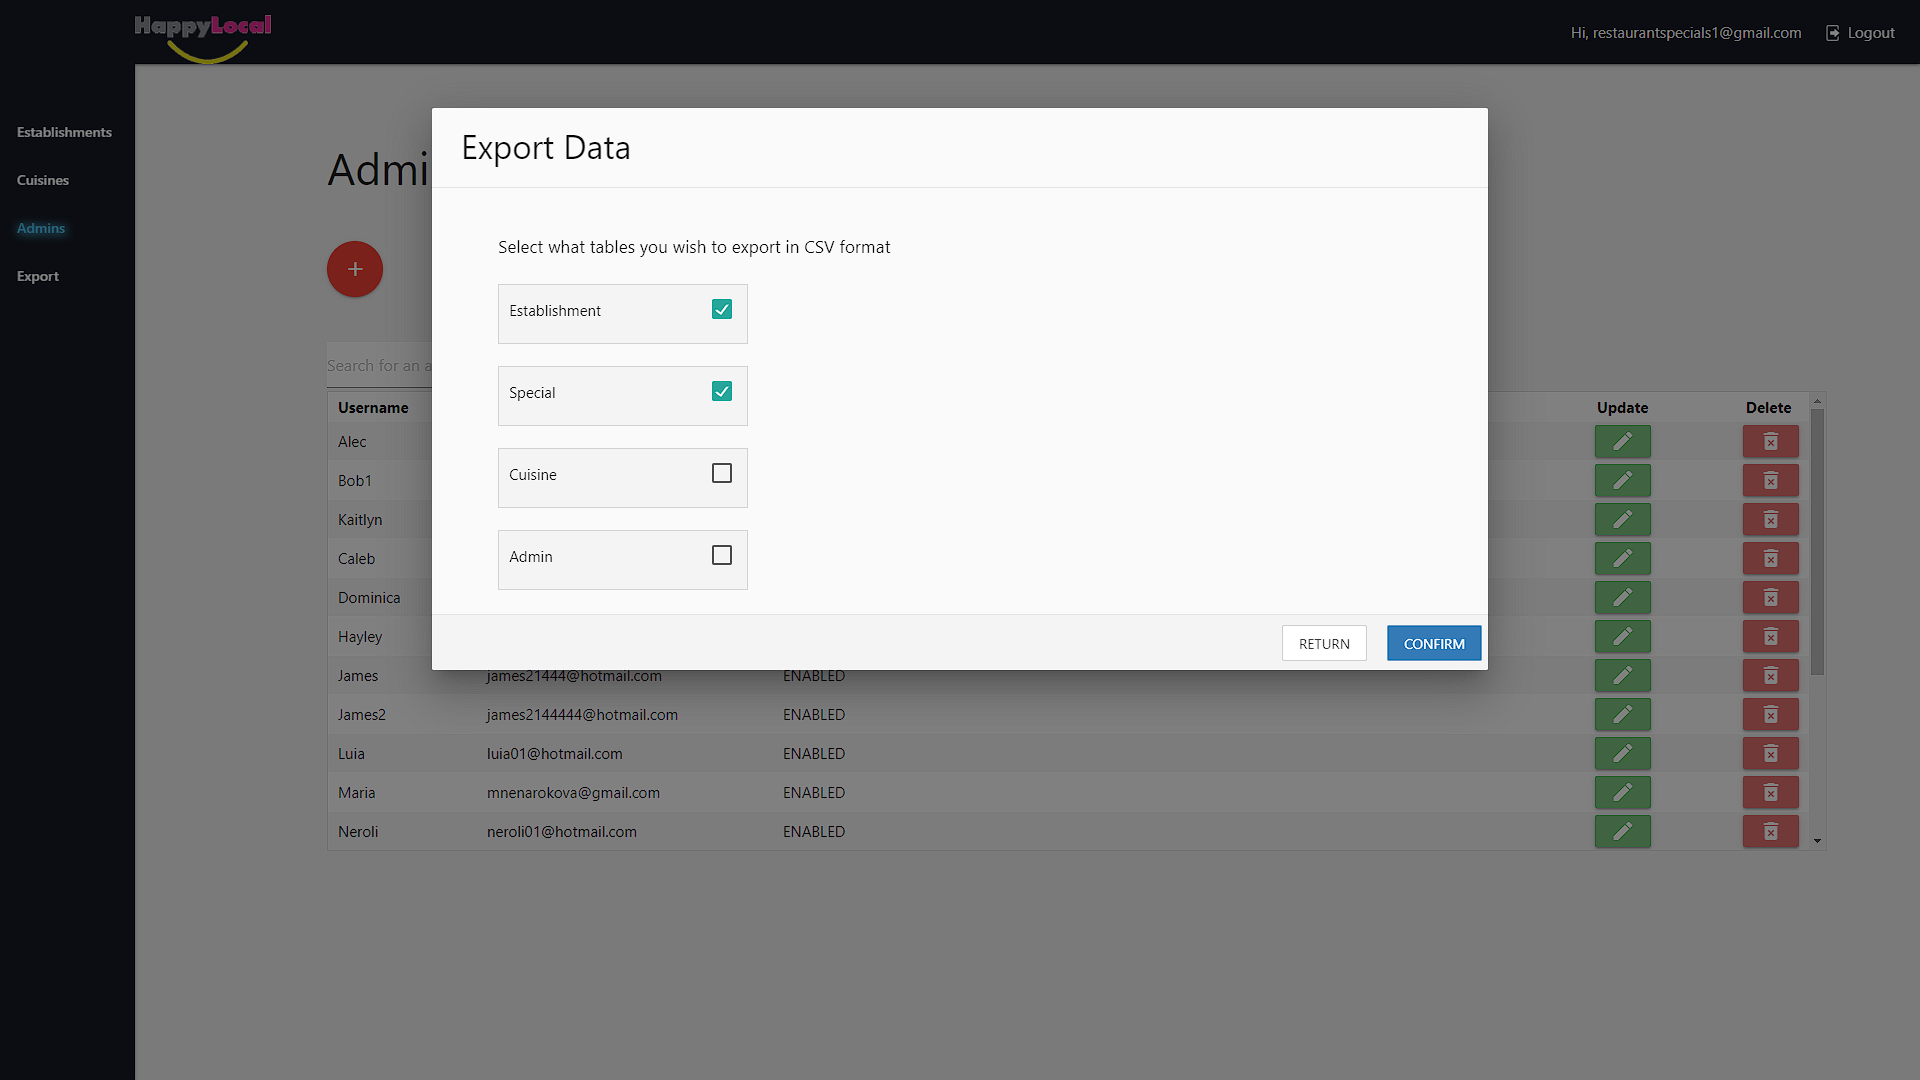 HappyLocal
Hi, restaurantspecials1@gmail.com
Logout
Establishments
Cuisines
Admins
Export
Admi
Export Data
Select what tables you wish to export in CSV format
Establishment
Special
Cuisine
Admin
RETURN
CONFIRM
Search for an a
Username
Update
Delete
Alec
Bob1
Kaitlyn
Caleb
Dominica
Hayley
James james21444@hotmail.com ENABLED
James2 james2144444@hotmail.com ENABLED
Luia luia01@hotmail.com ENABLED
Maria mnenarokova@gmail.com ENABLED
Neroli neroli01@hotmail.com ENABLED